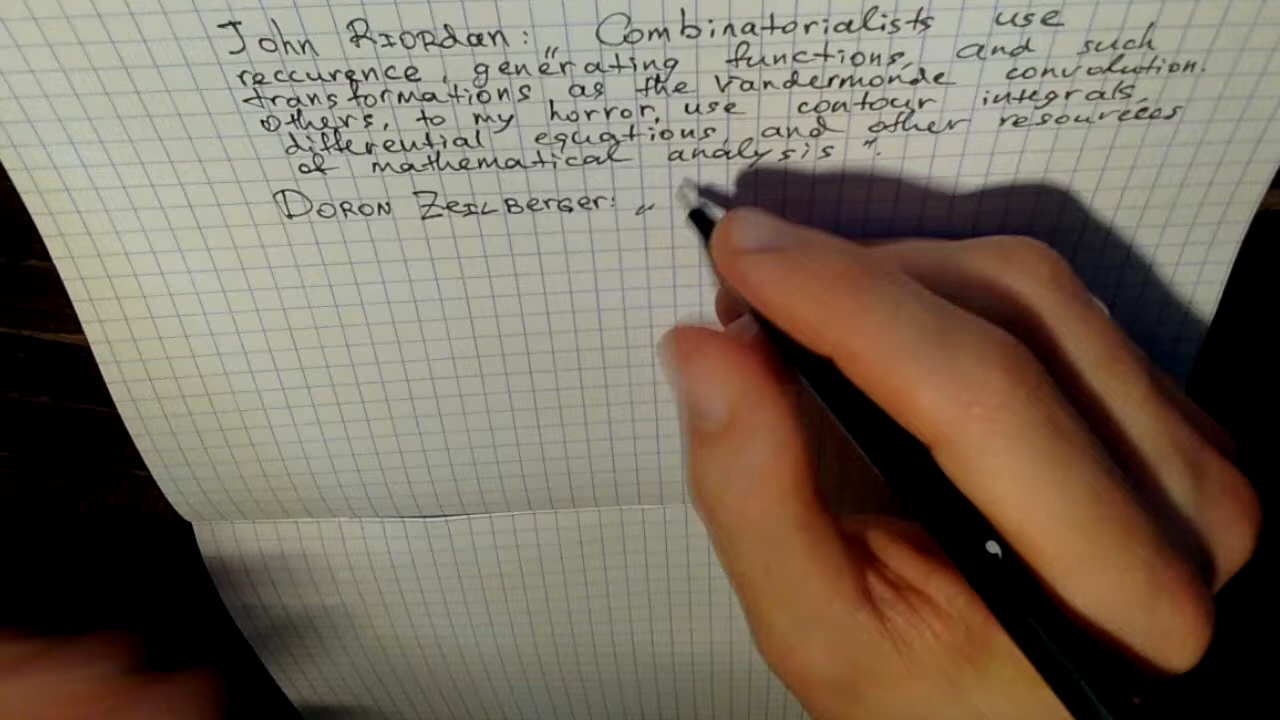 John Riordan: „Combinatorialists use
reccurence, generating functions, and such
transformations as the Vandermonde convolution.
Others, to my horror, use contour integrals,
differential equations, and other resources
of mathematical analysis".
Doron Zeilberger: „